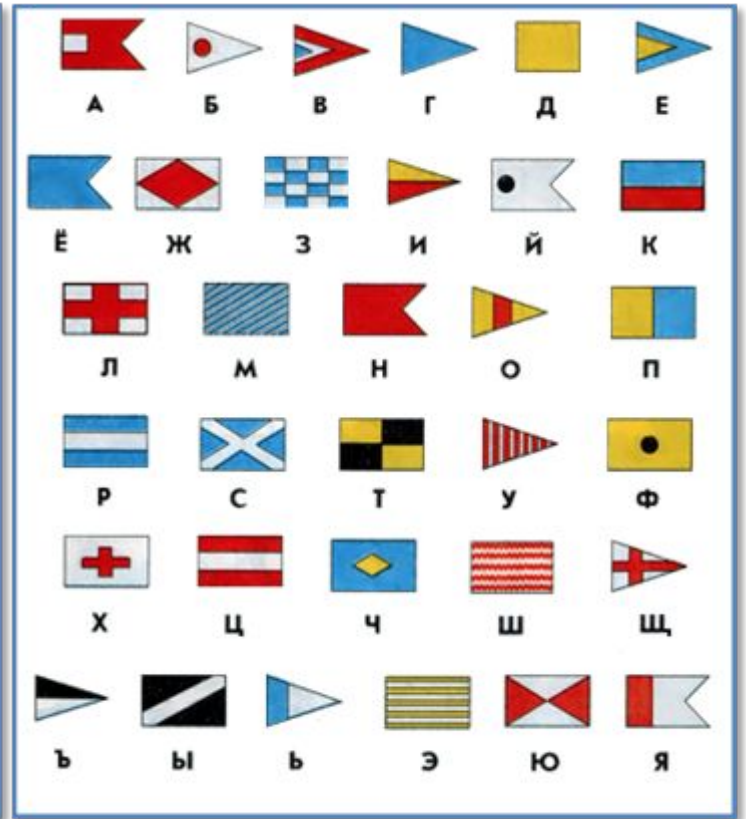 А Б В Г Д Е
Ё Ж З И Й К
Л М Н О П
Р С Т У Ф
Х Ц Ч Ш Щ
Ъ Ы Ь Э Ю Я